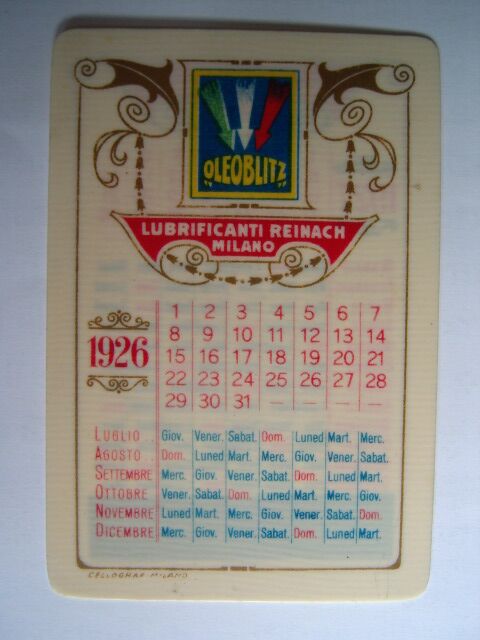 "OLEOBLITZ"
LUBRIFICANTI REINACH
MILANO
1926
1 2 3 4 5 6 7
8 9 10 11 12 13 14
15 16 17 18 19 20 21
22 23 24 25 26 27 28
29 30 31 — — — —
LUGLIO .. Giov. Vener. Sabat. Dom. Luned Mart. Merc.
AGOSTO .. Dom. Luned Mart. Merc. Giov. Vener. Sabat.
SETTEMBRE Merc. Giov. Vener. Sabat. Dom. Luned Mart.
OTTOBRE Vener. Sabat. Dom. Luned Mart. Merc. Giov.
NOVEMBRE Luned Mart. Merc. Giov. Vener. Sabat. Dom.
DICEMBRE Merc. Giov. Vener. Sabat. Dom. Luned Mart.
CELLOGRAF MILANO